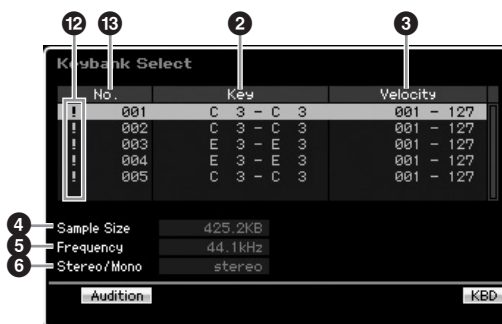 12 13 2 3
Keybank Select
No. Key Velocity
! 001 C 3 - C 3 001 - 127
! 002 C 3 - C 3 001 - 127
! 003 E 3 - E 3 001 - 127
! 004 E 3 - E 3 001 - 127
! 005 C 3 - C 3 001 - 127
4 Sample Size 425.2KB
5 Frequency 44.1kHz
6 Stereo/Mono stereo
Audition KBD